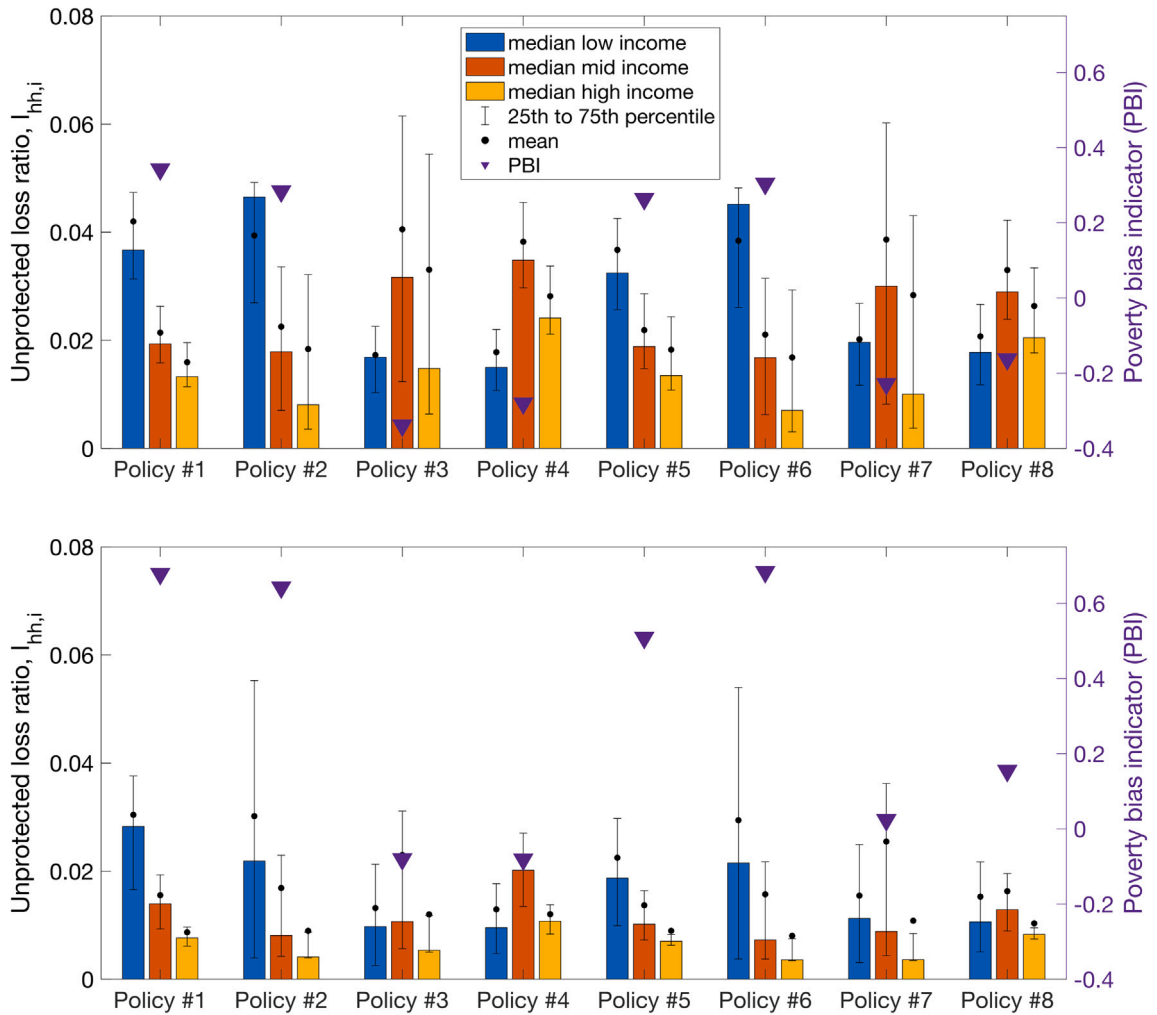 0.08
0.06
0.04
0.02
0
Unprotected loss ratio, I_hh,i
median low income
median mid income
median high income
25th to 75th percentile
mean
PBI
0.6
0.4
0.2
0
-0.2
-0.4
Poverty bias indicator (PBI)
Policy #1 Policy #2 Policy #3 Policy #4 Policy #5 Policy #6 Policy #7 Policy #8
0.08
0.06
0.04
0.02
0
Unprotected loss ratio, I_hh,i
0.6
0.4
0.2
0
-0.2
-0.4
Poverty bias indicator (PBI)
Policy #1 Policy #2 Policy #3 Policy #4 Policy #5 Policy #6 Policy #7 Policy #8